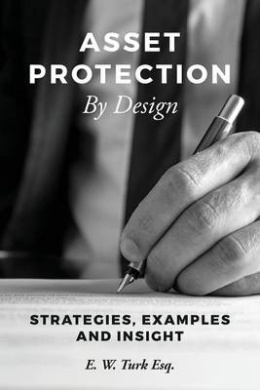 ASSET
PROTECTION
By Design
STRATEGIES, EXAMPLES
AND INSIGHT
E. W. Turk Esq.